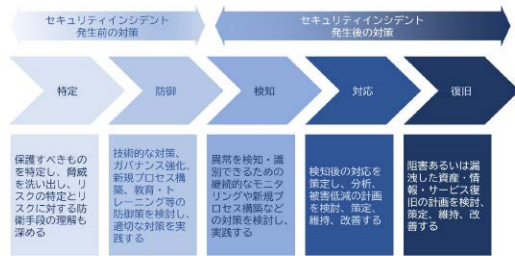 セキュリティインシデント
発生前の対策
セキュリティインシデント
発生後の対策
特定
防御
検知
対応
復旧
保護すべきもの
を特定し、脅威
を洗い出し、リ
スクの特定とリ
スクに対する防
衛手段の理解も
深める
技術的な対策、
ガバナンス強化、
新規プロセス構
築、教育・ト
レーニング等の
防御策を検討し、
適切な対策を実
践する
異常を検知・識
別できるための
継続的なモニタ
リングや新規プ
ロセス構築など
の対策を検討し、
実践する
検知後の対応を
策定し、分析、
被害低減の計画
を検討、策定、
維持、改善する
阻害あるいは漏
洩した資産・情
報・サービス復
旧の計画を検討、
策定、維持、改
善する